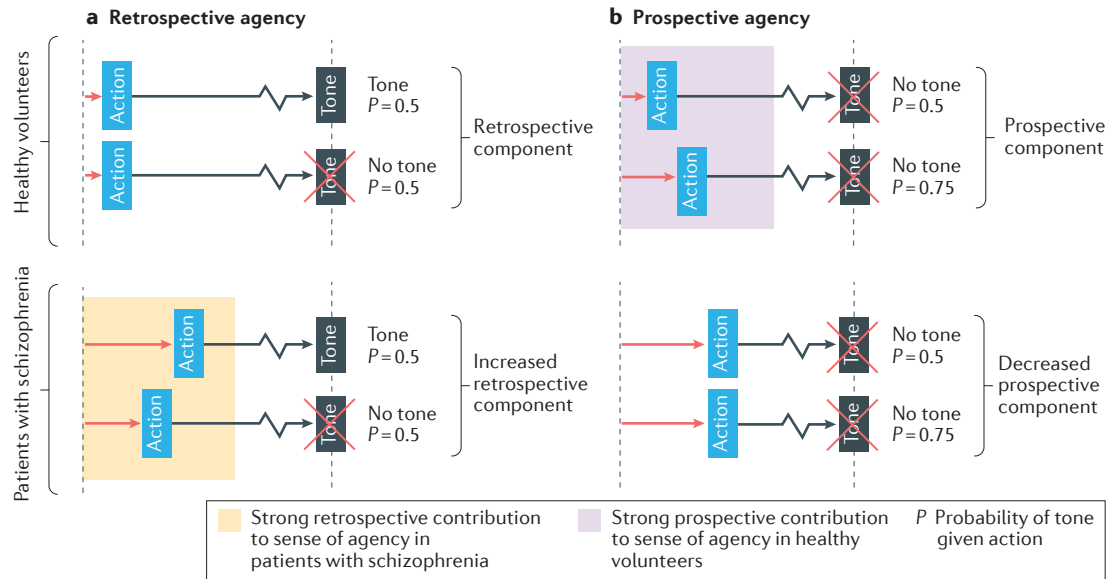 a Retrospective agency
Healthy volunteers
Action
Tone
Tone
P = 0.5
Action
Tone
No tone
P = 0.5
Retrospective
component
Patients with schizophrenia
Action
Tone
Tone
P = 0.5
Action
Tone
No tone
P = 0.5
Increased
retrospective
component
b Prospective agency
Action
Tone
No tone
P = 0.5
Action
Tone
No tone
P = 0.75
Prospective
component
Action
Tone
No tone
P = 0.5
Action
Tone
No tone
P = 0.75
Decreased
prospective
component
Strong retrospective contribution
to sense of agency in
patients with schizophrenia
Strong prospective contribution
to sense of agency in healthy
volunteers
P Probability of tone
given action